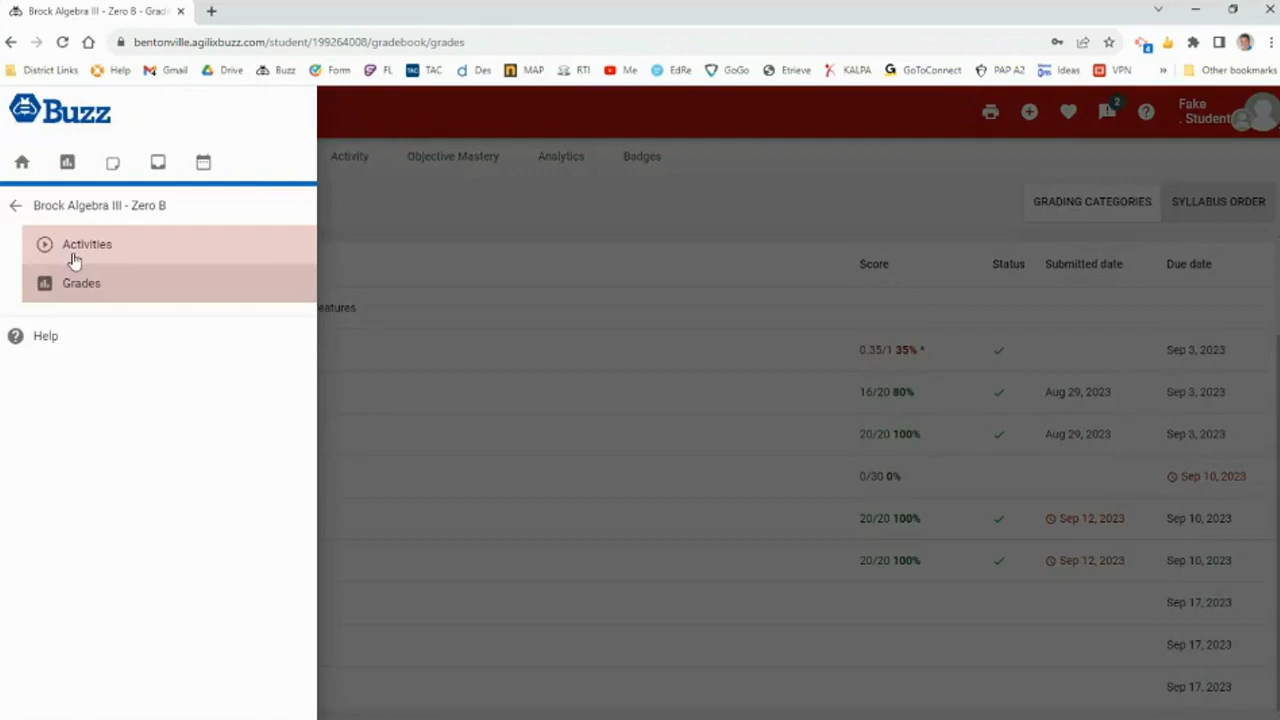 Brock Algebra III - Zero B - Grad
bentonville.agilixbuzz.com/student/199264008/gradebook/grades
District Links Help Gmail Drive Buzz Form FL TAC Des MAP RTI Me EdRe GoGo Etrieve KALPA GoToConnect PAP A2 Ideas VPN » Other bookmarks
Buzz
2
Fake
. Student
Activity Objective Mastery Analytics Badges
Brock Algebra III - Zero B
GRADING CATEGORIES SYLLABUS ORDER
Activities
Grades
Help
Score Status Submitted date Due date
eatures
0.35/1 35% * Sep 3, 2023
16/20 80% Aug 29, 2023 Sep 3, 2023
20/20 100% Aug 29, 2023 Sep 3, 2023
0/30 0% Sep 10, 2023
20/20 100% Sep 12, 2023 Sep 10, 2023
20/20 100% Sep 12, 2023 Sep 10, 2023
Sep 17, 2023
Sep 17, 2023
Sep 17, 2023